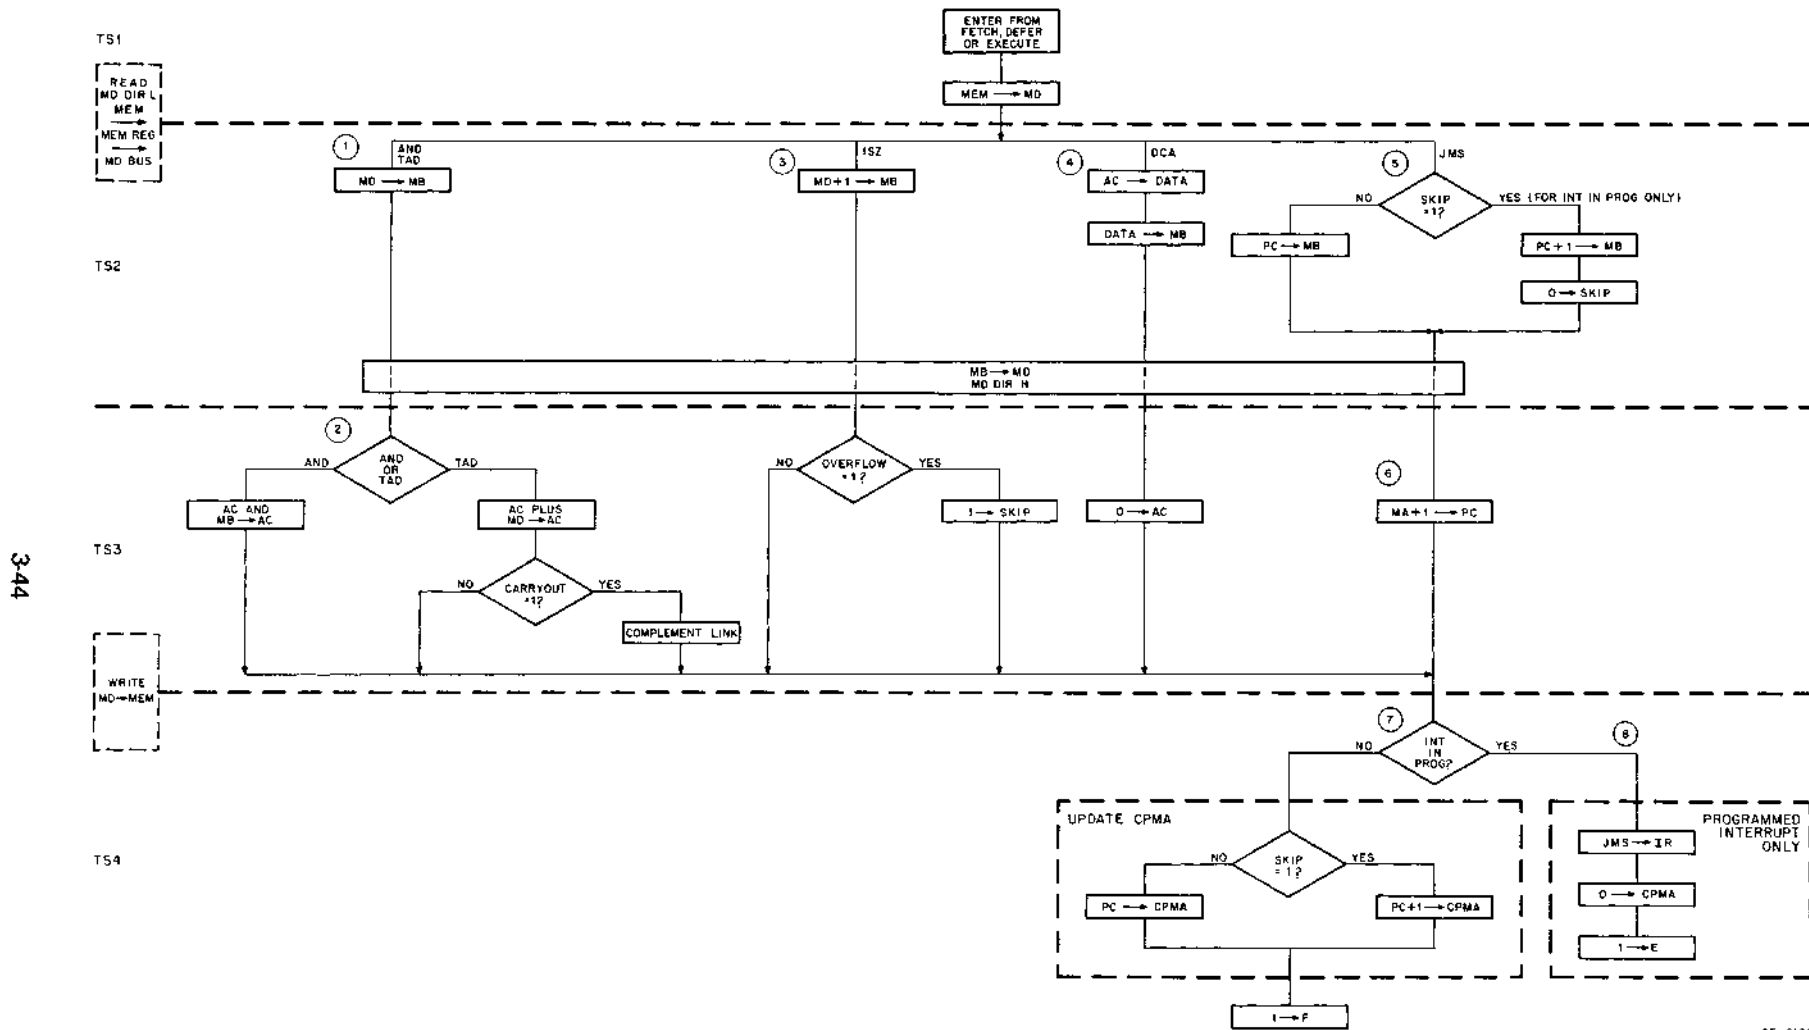 ENTER FROM
FETCH, DEFER
OR EXECUTE
TS1
READ
MD DIR L
MEM
→
MEM REG
→
MD BUS
MEM → MD
1
AND
TAD
MD → MB
3
ISZ
MD+1 → MB
4
DCA
AC → DATA
DATA → MB
5
JMS
SKIP
=1?
NO
YES (FOR INT IN PROG ONLY)
PC → MB
PC+1 → MB
0 → SKIP
TS2
MB → MD
MD DIR H
2
AND
OR
TAD
AND
TAD
AC AND
MB → AC
AC PLUS
MD → AC
OVERFLOW
=1?
NO
YES
1 → SKIP
0 → AC
6
MA+1 → PC
TS3
CARRYOUT
=1?
NO
YES
COMPLEMENT LINK
3-44
WRITE
MD→MEM
7
INT
IN
PROG?
NO
YES
8
UPDATE CPMA
PROGRAMMED
INTERRUPT
ONLY
TS4
SKIP
=1?
NO
YES
PC → CPMA
PC+1 → CPMA
JMS → IR
0 → CPMA
1 → E
1 → F